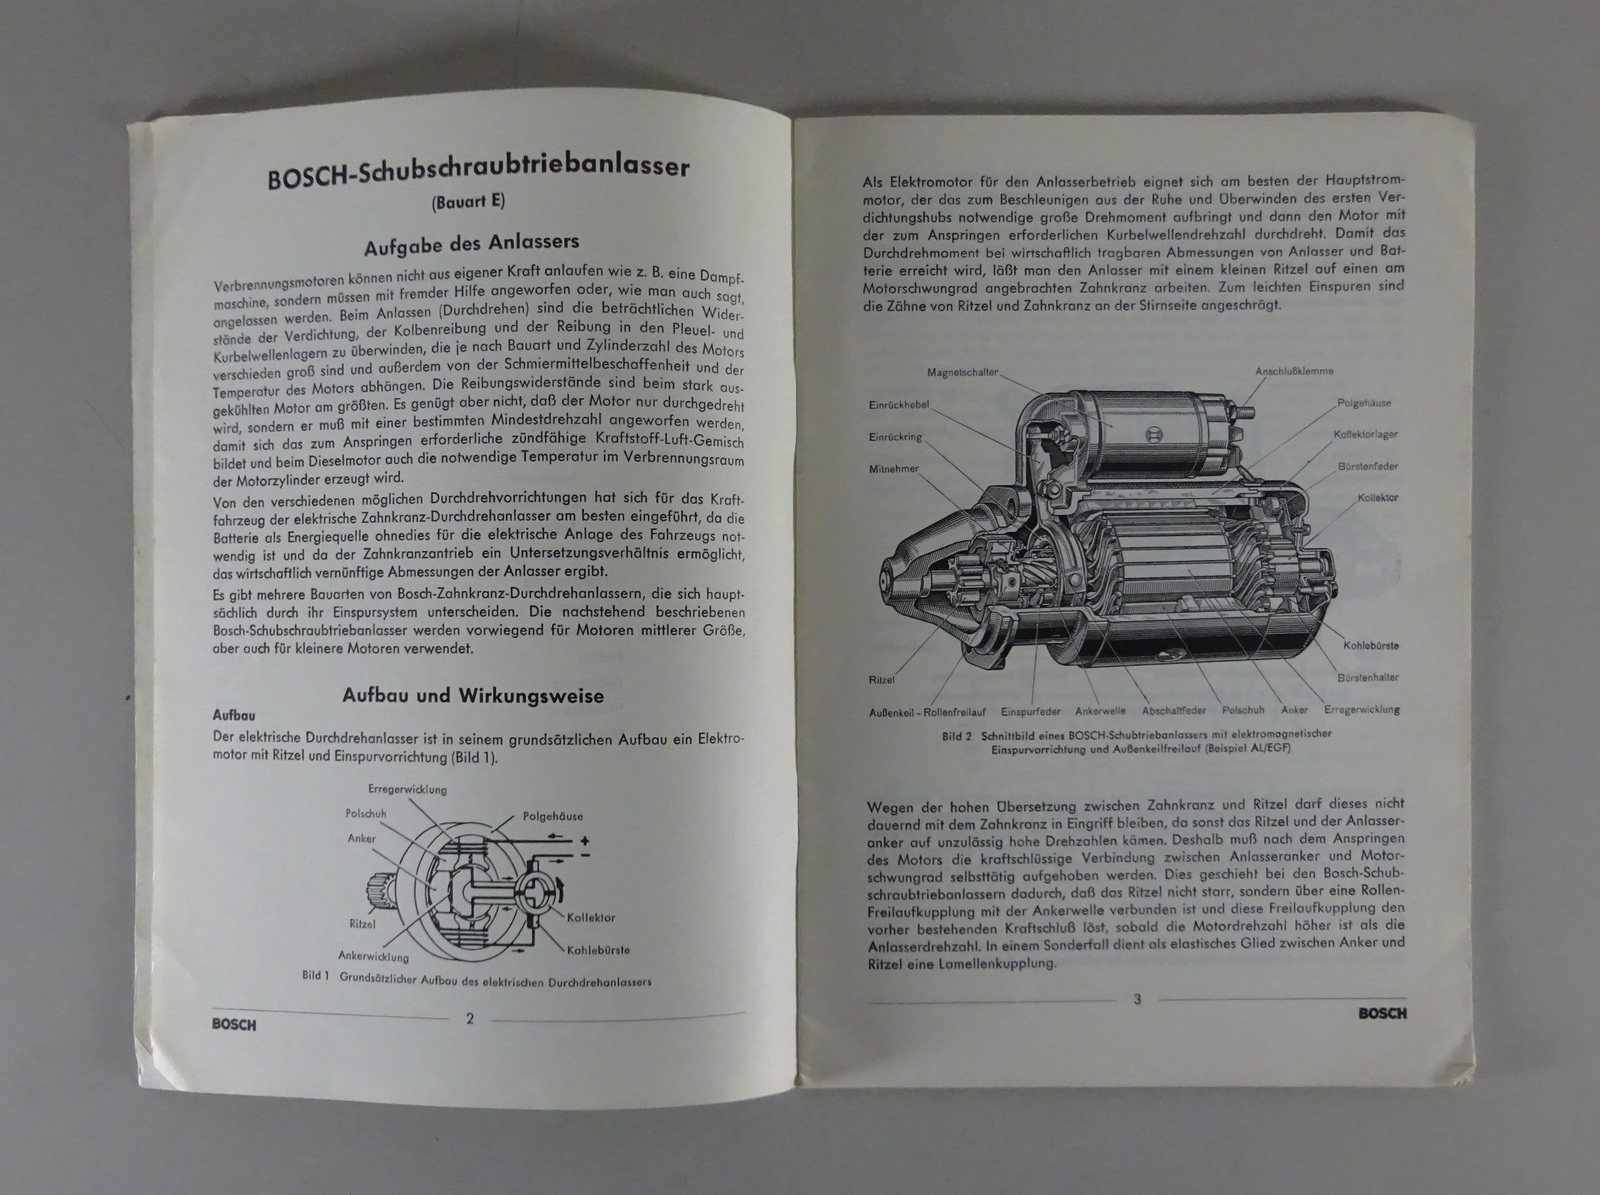 BOSCH-Schubschraubtriebanlasser
(Bauart E)
Aufgabe des Anlassers
Verbrennungsmotoren können nicht aus eigener Kraft anlaufen wie z. B. eine Dampf-
maschine, sondern müssen mit fremder Hilfe angeworfen oder, wie man auch sagt,
angelassen werden. Beim Anlassen (Durchdrehen) sind die beträchtlichen Wider-
stände der Verdichtung, der Kolbenreibung und der Reibung in den Pleuel- und
Kurbelwellenlagern zu überwinden, die je nach Bauart und Zylinderzahl des Motors
verschieden groß sind und außerdem von der Schmiermittelbeschaffenheit und der
Temperatur des Motors abhängen. Die Reibungswiderstände sind beim stark aus-
gekühlten Motor am größten. Es genügt aber nicht, daß der Motor nur durchgedreht
wird, sondern er muß mit einer bestimmten Mindestdrehzahl angeworfen werden,
damit sich das zum Anspringen erforderliche zündfähige Kraftstoff-Luft-Gemisch
bildet und beim Dieselmotor auch die notwendige Temperatur im Verbrennungsraum
der Motorzylinder erzeugt wird.
Von den verschiedenen möglichen Durchdrehvorrichtungen hat sich für das Kraft-
fahrzeug der elektrische Zahnkranz-Durchdrehanlasser am besten eingeführt, da die
Batterie als Energiequelle ohnedies für die elektrische Anlage des Fahrzeugs not-
wendig ist und da der Zahnkranzantrieb ein Untersetzungsverhältnis ermöglicht,
das wirtschaftlich vernünftige Abmessungen der Anlasser ergibt.
Es gibt mehrere Bauarten von Bosch-Zahnkranz-Durchdrehanlassern, die sich haupt-
sächlich durch ihr Einspursystem unterscheiden. Die nachstehend beschriebenen
Bosch-Schubschraubtriebanlasser werden vorwiegend für Motoren mittlerer Größe,
aber auch für kleinere Motoren verwendet.
Aufbau und Wirkungsweise
Aufbau
Der elektrische Durchdrehanlasser ist in seinem grundsätzlichen Aufbau ein Elektro-
motor mit Ritzel und Einspurvorrichtung (Bild 1).
Erregerwicklung
Polschuh
Polgehäuse
Anker
+
−
Ritzel
Kollektor
Kohlebürste
Ankerwicklung
Bild 1 Grundsätzlicher Aufbau des elektrischen Durchdrehanlassers
BOSCH
2
Als Elektromotor für den Anlasserbetrieb eignet sich am besten der Hauptstrom-
motor, der das zum Beschleunigen aus der Ruhe und Überwinden des ersten Ver-
dichtungshubs notwendige große Drehmoment aufbringt und dann den Motor mit
der zum Anspringen erforderlichen Kurbelwellendrehzahl durchdreht. Damit das
Durchdrehmoment bei wirtschaftlich tragbaren Abmessungen von Anlasser und Bat-
terie erreicht wird, läßt man den Anlasser mit einem kleinen Ritzel auf einen am
Motorschwungrad angebrachten Zahnkranz arbeiten. Zum leichten Einspuren sind
die Zähne von Ritzel und Zahnkranz an der Stirnseite angeschrägt.
Magnetschalter
Anschlußklemme
Einrückhebel
Polgehäuse
Einrückring
Kollektorlager
Mitnehmer
Bürstenfeder
Kollektor
Kohlebürste
Ritzel
Bürstenhalter
Außenkeil-Rollenfreilauf Einspurfeder Ankerwelle Abschaltfeder Polschuh Anker Erregerwicklung
Bild 2 Schnittbild eines BOSCH-Schubtriebanlassers mit elektromagnetischer
Einspurvorrichtung und Außenkeilfreilauf (Beispiel AL/EGF)
Wegen der hohen Übersetzung zwischen Zahnkranz und Ritzel darf dieses nicht
dauernd mit dem Zahnkranz in Eingriff bleiben, da sonst das Ritzel und der Anlasser-
anker auf unzulässig hohe Drehzahlen kämen. Deshalb muß nach dem Anspringen
des Motors die kraftschlüssige Verbindung zwischen Anlasseranker und Motor-
schwungrad selbsttätig aufgehoben werden. Dies geschieht bei den Bosch-Schub-
schraubtriebanlassern dadurch, daß das Ritzel nicht starr, sondern über eine Rollen-
Freilaufkupplung mit der Ankerwelle verbunden ist und diese Freilaufkupplung den
vorher bestehenden Kraftschluß löst, sobald die Motordrehzahl höher ist als die
Anlasserdrehzahl. In einem Sonderfall dient als elastisches Glied zwischen Anker und
Ritzel eine Lamellenkupplung.
3
BOSCH